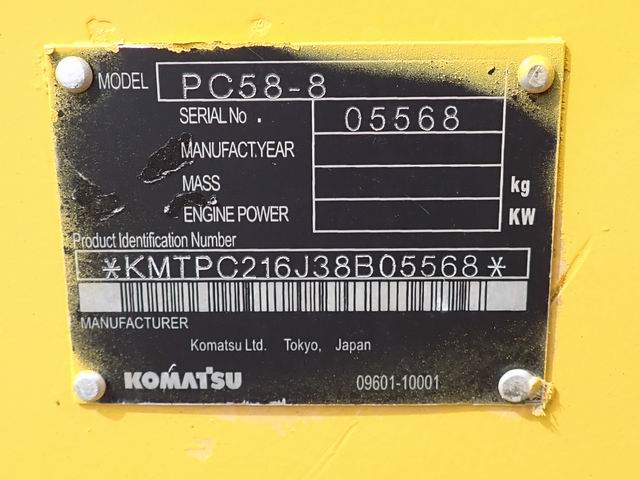 MODEL PC58-8
SERIAL No . 05568
MANUFACT.YEAR
MASS kg
ENGINE POWER KW
Product Identification Number
*KMTPC216J38B05568*
MANUFACTURER
Komatsu Ltd. Tokyo, Japan
KOMATSU 09601-10001